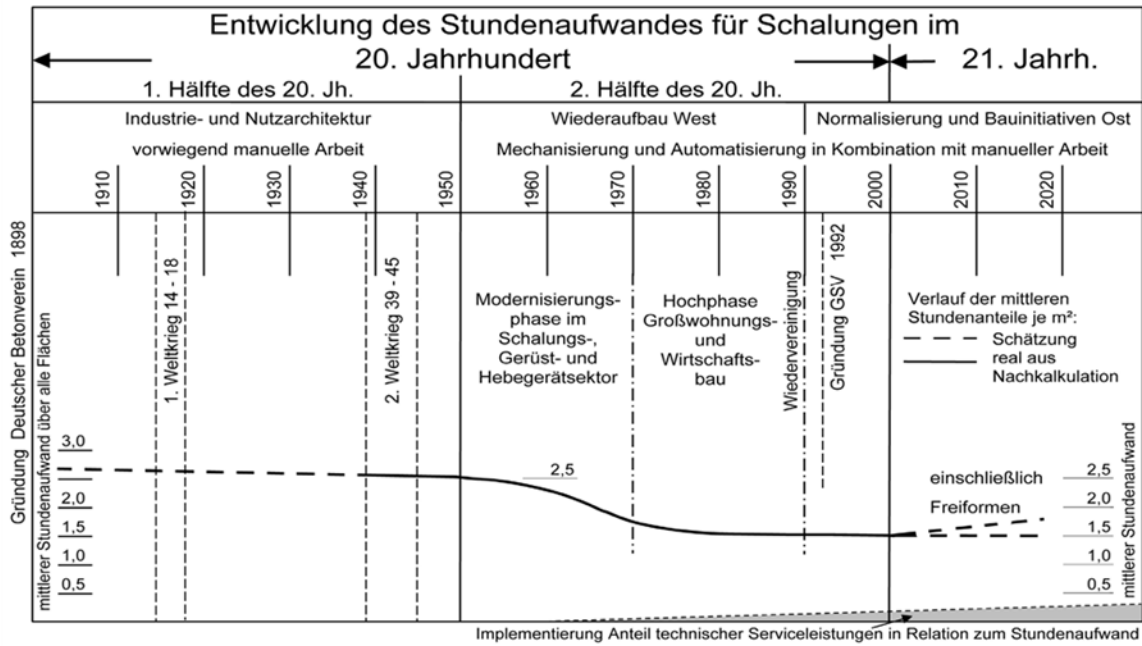 Entwicklung des Stundenaufwandes für Schalungen im
20. Jahrhundert
21. Jahrh.
1. Hälfte des 20. Jh.
2. Hälfte des 20. Jh.
Industrie- und Nutzarchitektur
Wiederaufbau West
Normalisierung und Bauinitiativen Ost
vorwiegend manuelle Arbeit
Mechanisierung und Automatisierung in Kombination mit manueller Arbeit
1910
1920
1930
1940
1950
1960
1970
1980
1990
2000
2010
2020
Gründung Deutscher Betonverein 1898
mittlerer Stundenaufwand über alle Flächen
1. Weltkrieg 14 - 18
2. Weltkrieg 39 - 45
Modernisierungs-
phase im
Schalungs-,
Gerüst- und
Hebegerätsektor
Hochphase
Großwohnungs-
und
Wirtschafts-
bau
Wiedervereinigung
Gründung GSV 1992
Verlauf der mittleren
Stundenanteile je m²:
Schätzung
real aus
Nachkalkulation
3,0
2,0
1,5
1,0
0,5
2,5
einschließlich
Freiformen
2,5
2,0
1,5
1,0
0,5
mittlerer Stundenaufwand
Implementierung Anteil technischer Serviceleistungen in Relation zum Stundenaufwand